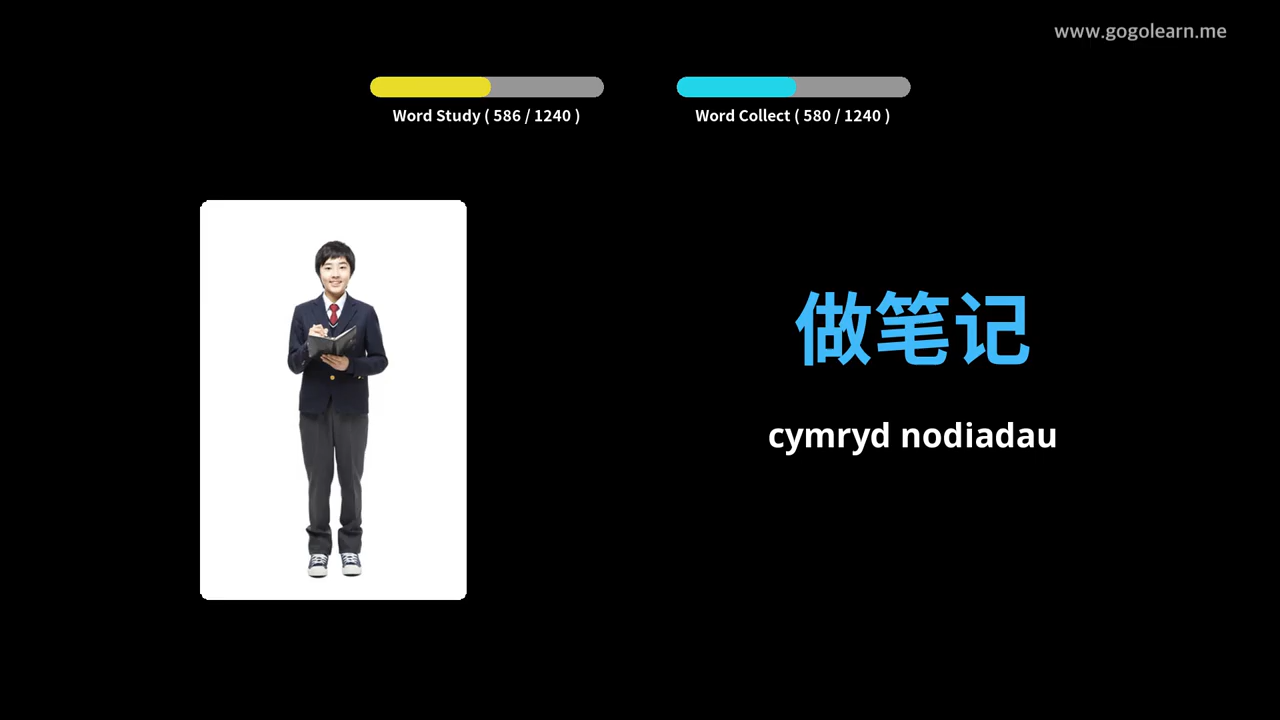 www.gogolearn.me
Word Study ( 586 / 1240 )
Word Collect ( 580 / 1240 )
做笔记
cymryd nodiadau